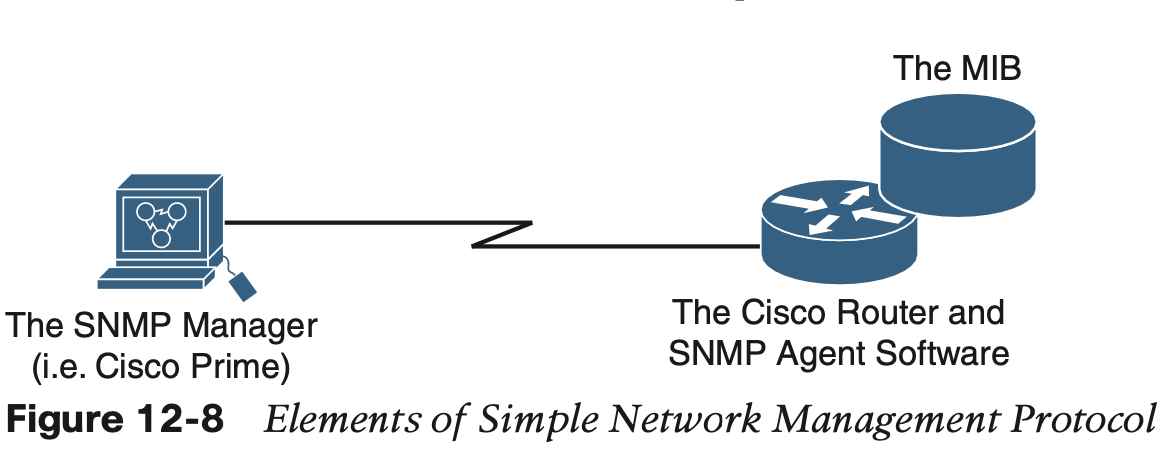 The MIB
The SNMP Manager
(i.e. Cisco Prime)
The Cisco Router and
SNMP Agent Software
Figure 12-8 Elements of Simple Network Management Protocol